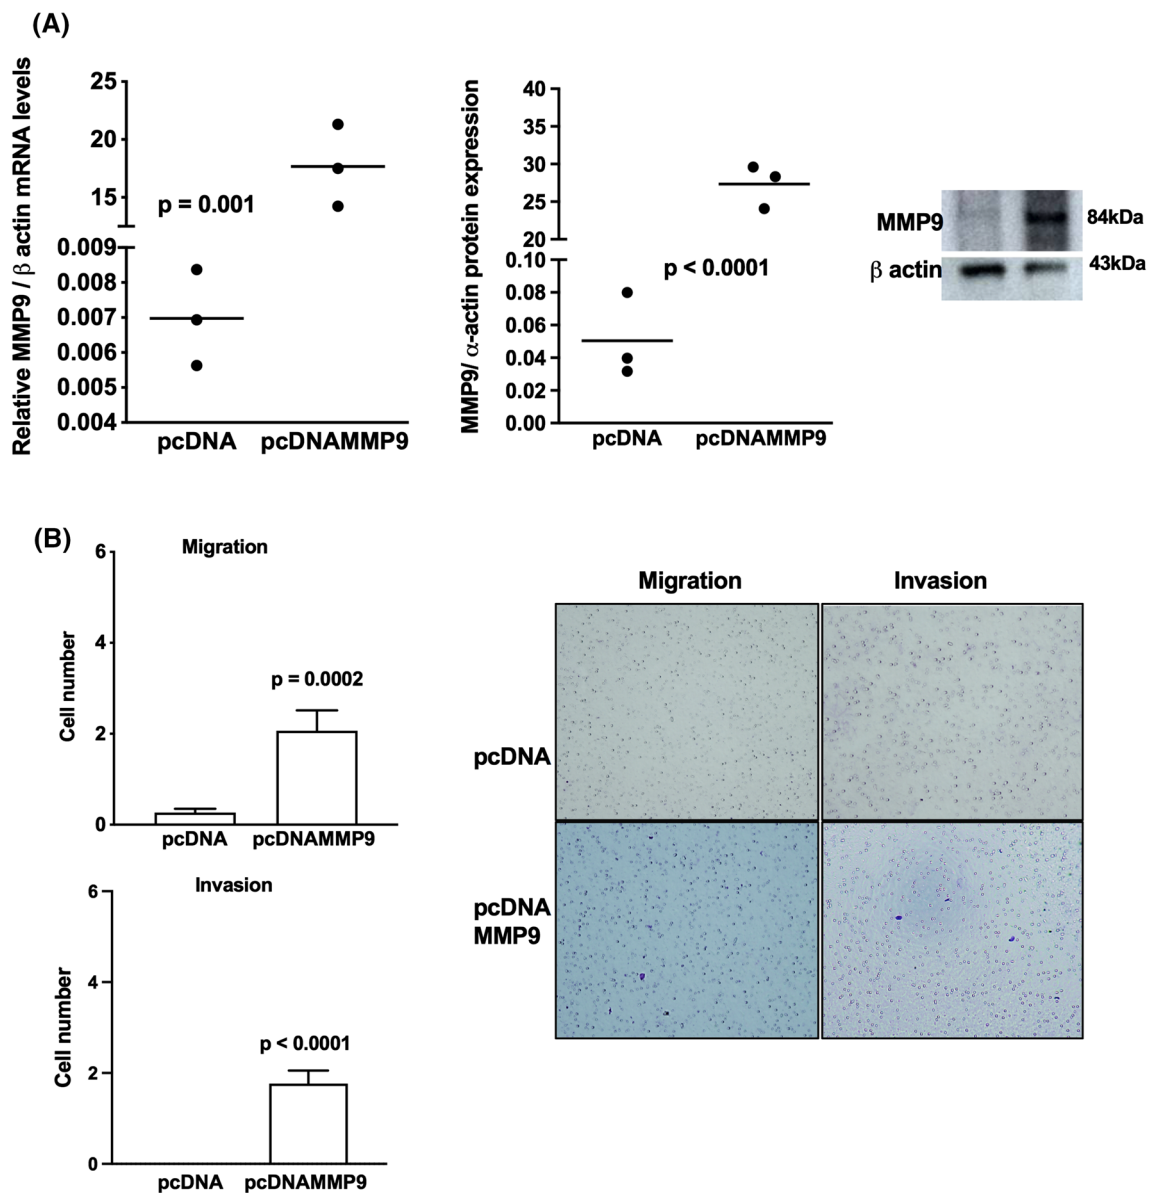 (A)
Relative MMP9 / β actin mRNA levels
25
20
15
0.009
0.008
0.007
0.006
0.005
0.004
p = 0.001
pcDNA pcDNAMMP9
MMP9/ α-actin protein expression
40
35
30
25
20
0.10
0.08
0.06
0.04
0.02
0.00
p < 0.0001
pcDNA pcDNAMMP9
MMP9 84kDa
β actin 43kDa
(B)
Migration
Cell number
6
4
2
0
p = 0.0002
pcDNA pcDNAMMP9
Invasion
Cell number
6
4
2
0
p < 0.0001
pcDNA pcDNAMMP9
Migration Invasion
pcDNA
pcDNA
MMP9